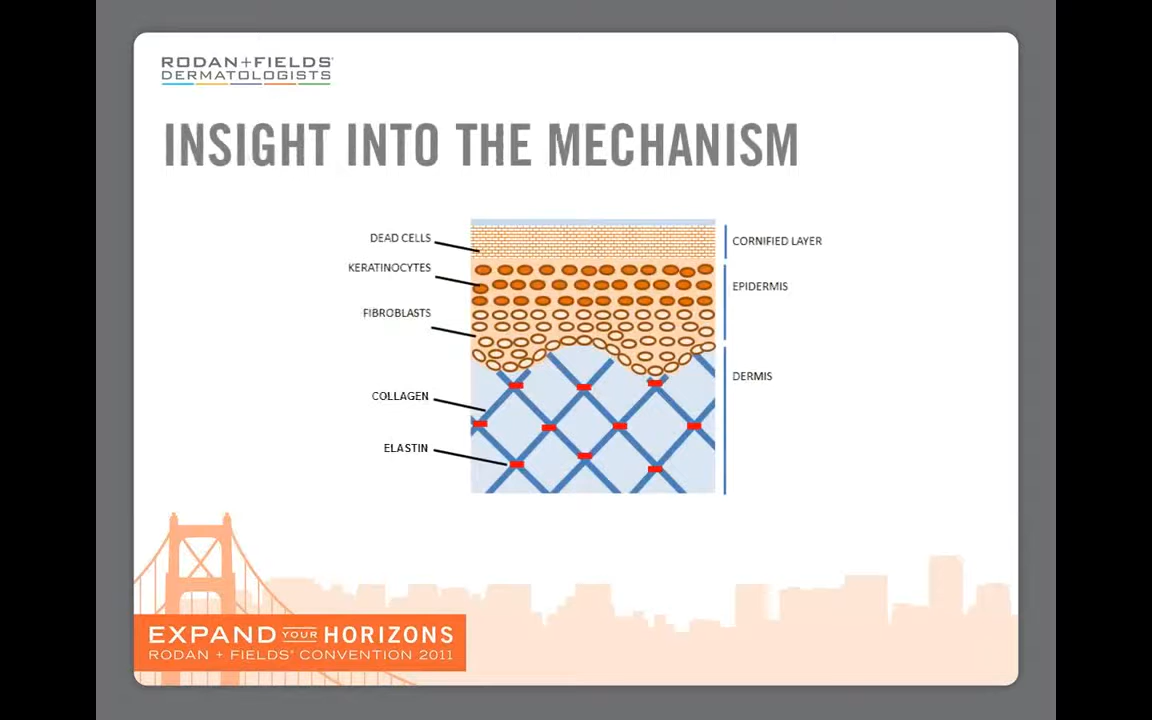 RODAN+FIELDS®
DERMATOLOGISTS
INSIGHT INTO THE MECHANISM
DEAD CELLS
KERATINOCYTES
FIBROBLASTS
COLLAGEN
ELASTIN
CORNIFIED LAYER
EPIDERMIS
DERMIS
EXPAND YOUR HORIZONS
RODAN + FIELDS® CONVENTION 2011